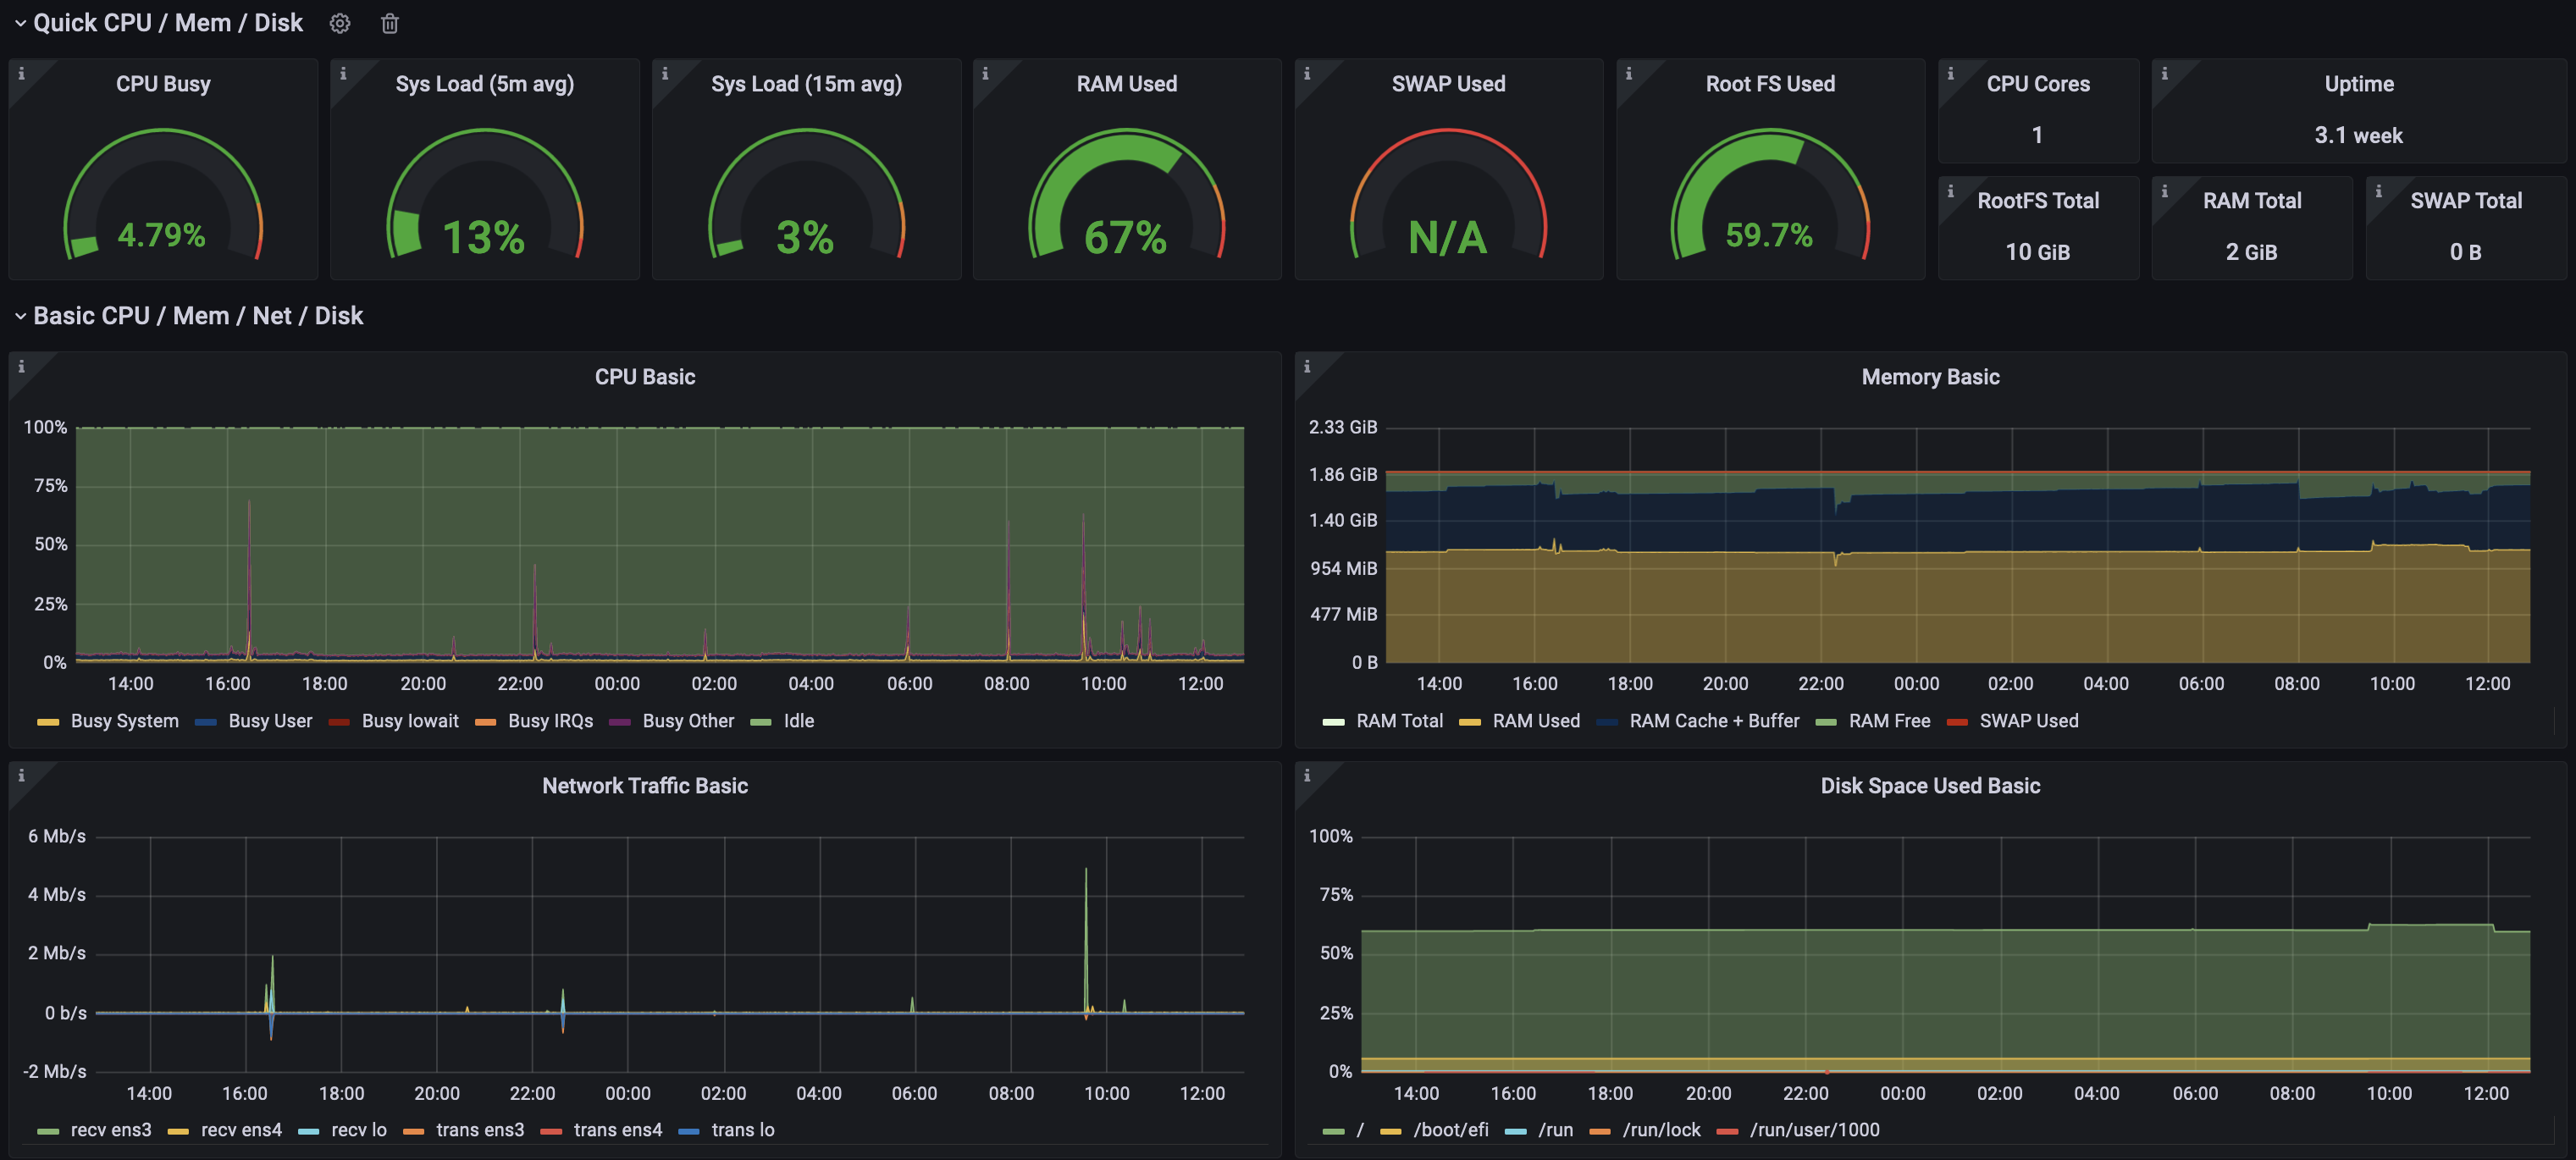 Quick CPU / Mem / Disk
CPU Busy
4.79%
Sys Load (5m avg)
13%
Sys Load (15m avg)
3%
RAM Used
67%
SWAP Used
N/A
Root FS Used
59.7%
CPU Cores
1
Uptime
3.1 week
RootFS Total
10 GiB
RAM Total
2 GiB
SWAP Total
0 B
Basic CPU / Mem / Net / Disk
CPU Basic
100%
75%
50%
25%
0%
14:00 16:00 18:00 20:00 22:00 00:00 02:00 04:00 06:00 08:00 10:00 12:00
Busy System Busy User Busy Iowait Busy IRQs Busy Other Idle
Memory Basic
2.33 GiB
1.86 GiB
1.40 GiB
954 MiB
477 MiB
0 B
14:00 16:00 18:00 20:00 22:00 00:00 02:00 04:00 06:00 08:00 10:00 12:00
RAM Total RAM Used RAM Cache + Buffer RAM Free SWAP Used
Network Traffic Basic
6 Mb/s
4 Mb/s
2 Mb/s
0 b/s
-2 Mb/s
14:00 16:00 18:00 20:00 22:00 00:00 02:00 04:00 06:00 08:00 10:00 12:00
recv ens3 recv ens4 recv lo trans ens3 trans ens4 trans lo
Disk Space Used Basic
100%
75%
50%
25%
0%
14:00 16:00 18:00 20:00 22:00 00:00 02:00 04:00 06:00 08:00 10:00 12:00
/ /boot/efi /run /run/lock /run/user/1000